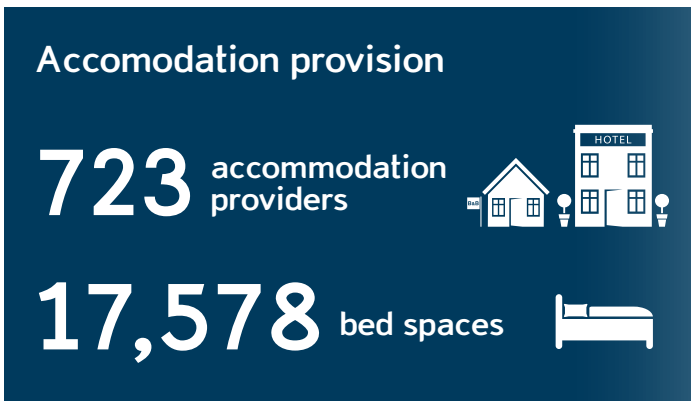 Accomodation provision
723 accommodation
providers
HOTEL
B&B
17,578 bed spaces